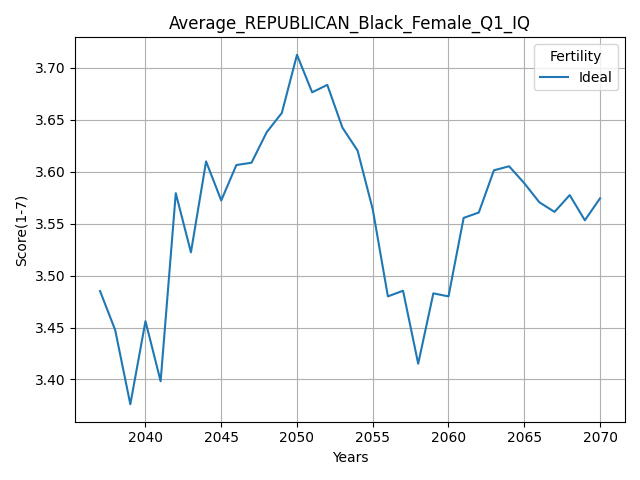 Average_REPUBLICAN_Black_Female_Q1_IQ
Fertility
Ideal
Score(1-7)
3.70
3.65
3.60
3.55
3.50
3.45
3.40
2040 2045 2050 2055 2060 2065 2070
Years